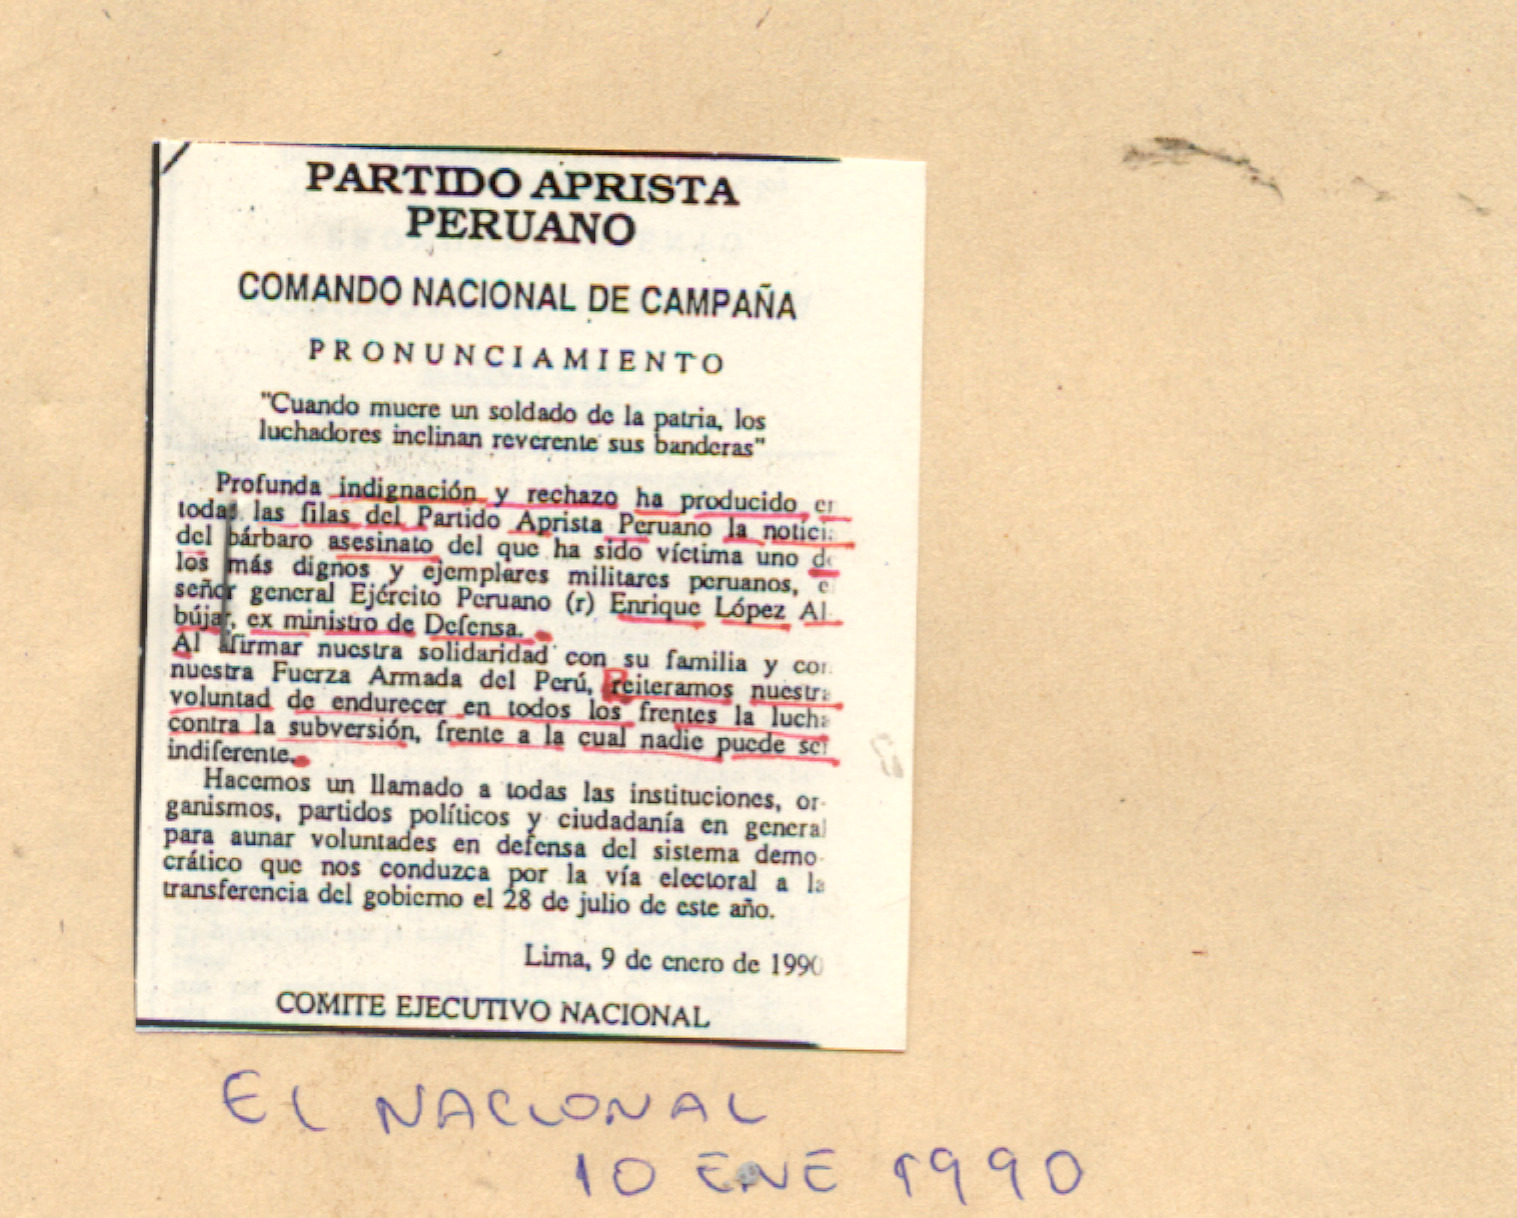 PARTIDO APRISTA
PERUANO
COMANDO NACIONAL DE CAMPAÑA
PRONUNCIAMIENTO
"Cuando muere un soldado de la patria, los
luchadores inclinan reverente sus banderas"
Profunda indignación y rechazo ha producido en
todas las filas del Partido Aprista Peruano la noticia
del bárbaro asesinato del que ha sido víctima uno de
los más dignos y ejemplares militares peruanos, el
señor general Ejército Peruano (r) Enrique López Al-
bújar, ex ministro de Defensa.
Al afirmar nuestra solidaridad con su familia y con
nuestra Fuerza Armada del Perú, Reiteramos nuestra
voluntad de endurecer en todos los frentes la lucha
contra la subversión, frente a la cual nadie puede ser
indiferente.
Hacemos un llamado a todas las instituciones, or-
ganismos, partidos políticos y ciudadanía en general
para aunar voluntades en defensa del sistema demo-
crático que nos conduzca por la vía electoral a la
transferencia del gobierno el 28 de julio de este año.
Lima, 9 de enero de 1990
COMITE EJECUTIVO NACIONAL
EL NACIONAL
10 ENE 1990